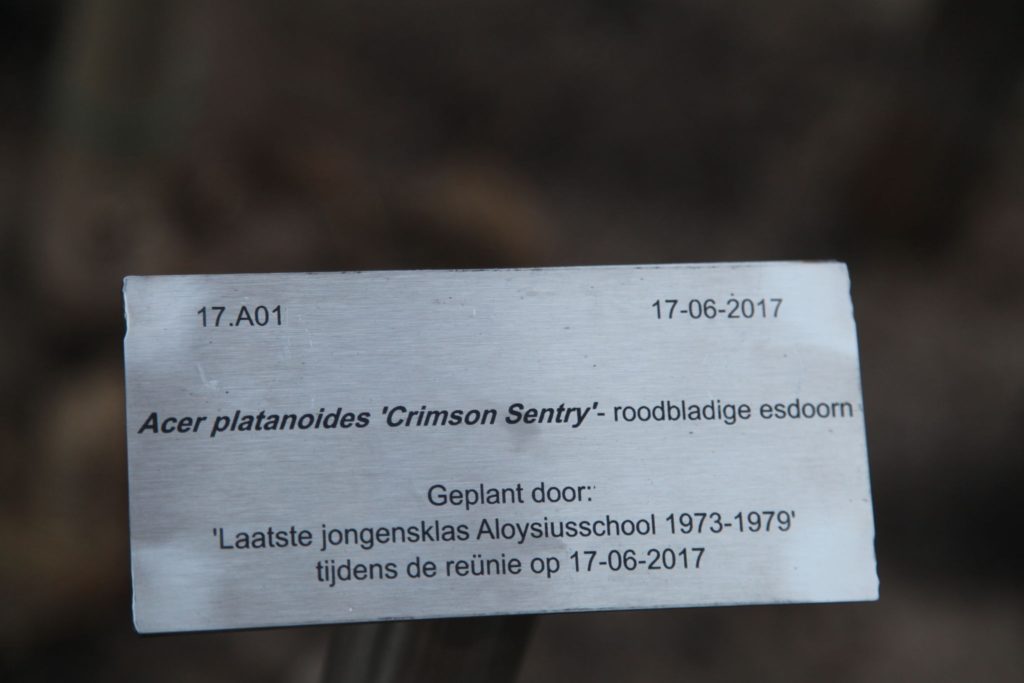 17.A01 17-06-2017
Acer platanoides 'Crimson Sentry'- roodbladige esdoorn
Geplant door:
'Laatste jongensklas Aloysiusschool 1973-1979'
tijdens de reünie op 17-06-2017